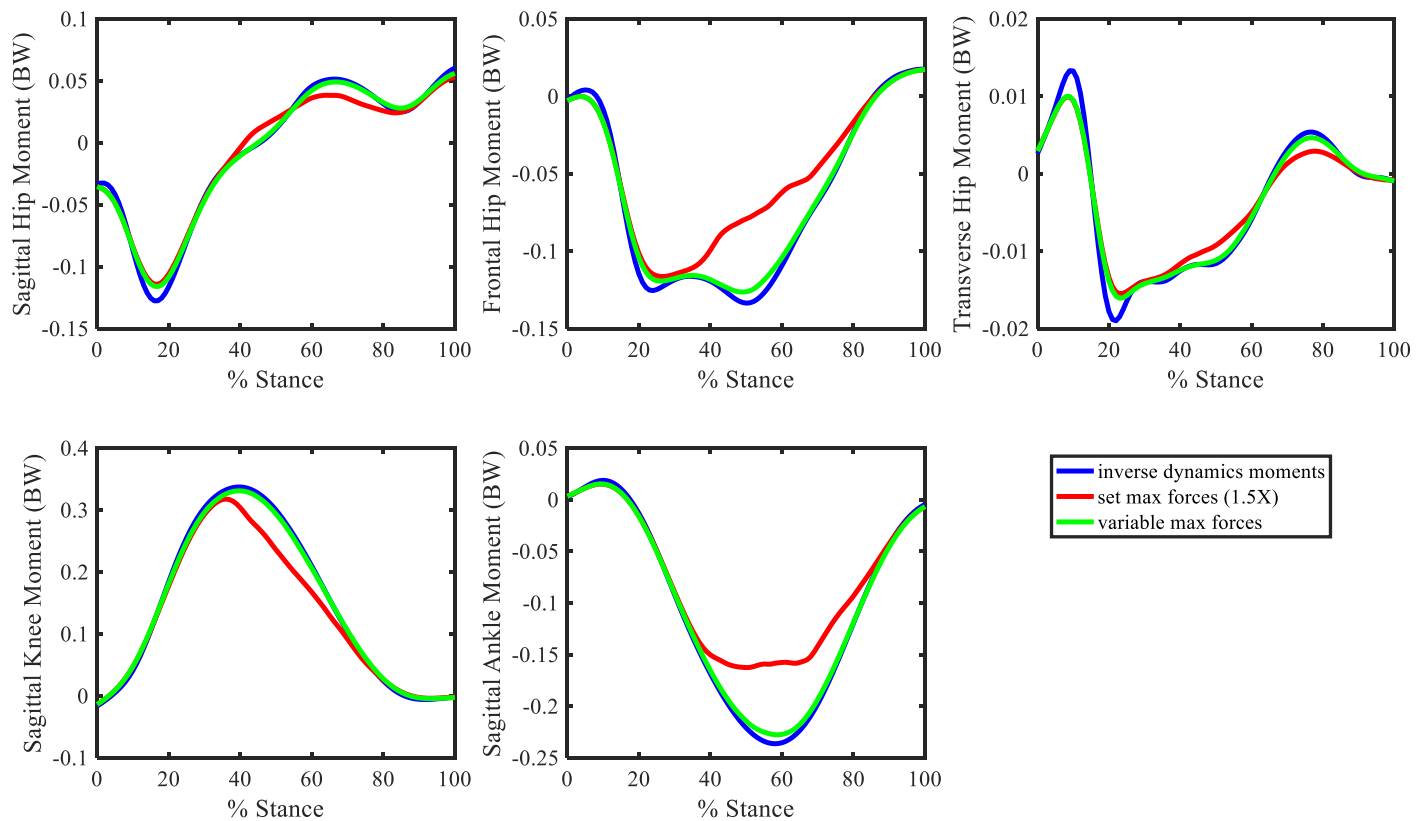 Sagittal Hip Moment (BW)
0.1
0.05
0
-0.05
-0.1
-0.15
0 20 40 60 80 100
% Stance
Frontal Hip Moment (BW)
0.05
0
-0.05
-0.1
-0.15
0 20 40 60 80 100
% Stance
Transverse Hip Moment (BW)
0.02
0.01
0
-0.01
-0.02
0 20 40 60 80 100
% Stance
Sagittal Knee Moment (BW)
0.4
0.3
0.2
0.1
0
-0.1
0 20 40 60 80 100
% Stance
Sagittal Ankle Moment (BW)
0.05
0
-0.05
-0.1
-0.15
-0.2
-0.25
0 20 40 60 80 100
% Stance
inverse dynamics moments
set max forces (1.5X)
variable max forces